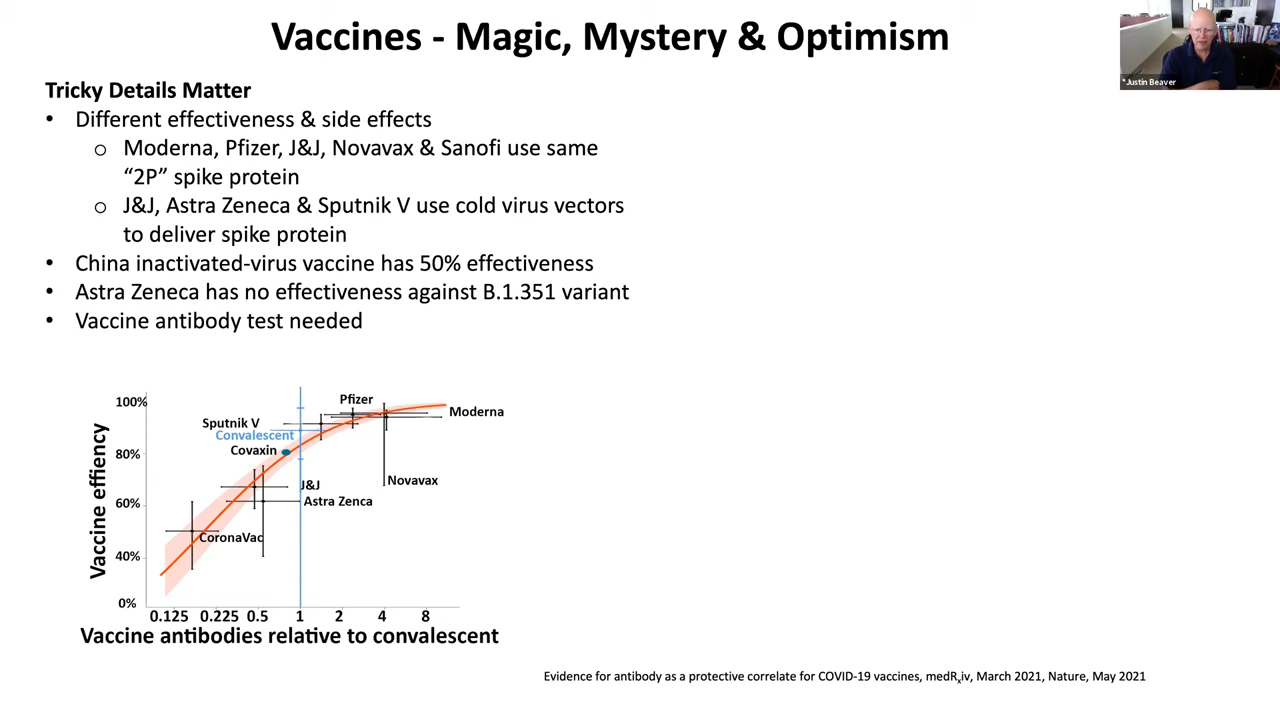 Vaccines - Magic, Mystery & Optimism
*Justin Beaver
Tricky Details Matter
• Different effectiveness & side effects
o Moderna, Pfizer, J&J, Novavax & Sanofi use same
“2P” spike protein
o J&J, Astra Zeneca & Sputnik V use cold virus vectors
to deliver spike protein
• China inactivated-virus vaccine has 50% effectiveness
• Astra Zeneca has no effectiveness against B.1.351 variant
• Vaccine antibody test needed
Vaccine effiency
100%
80%
60%
40%
0%
Pfizer
Moderna
Sputnik V
Convalescent
Covaxin
Novavax
J&J
Astra Zenca
CoronaVac
0.125 0.225 0.5 1 2 4 8
Vaccine antibodies relative to convalescent
Evidence for antibody as a protective correlate for COVID-19 vaccines, medRxiv, March 2021, Nature, May 2021